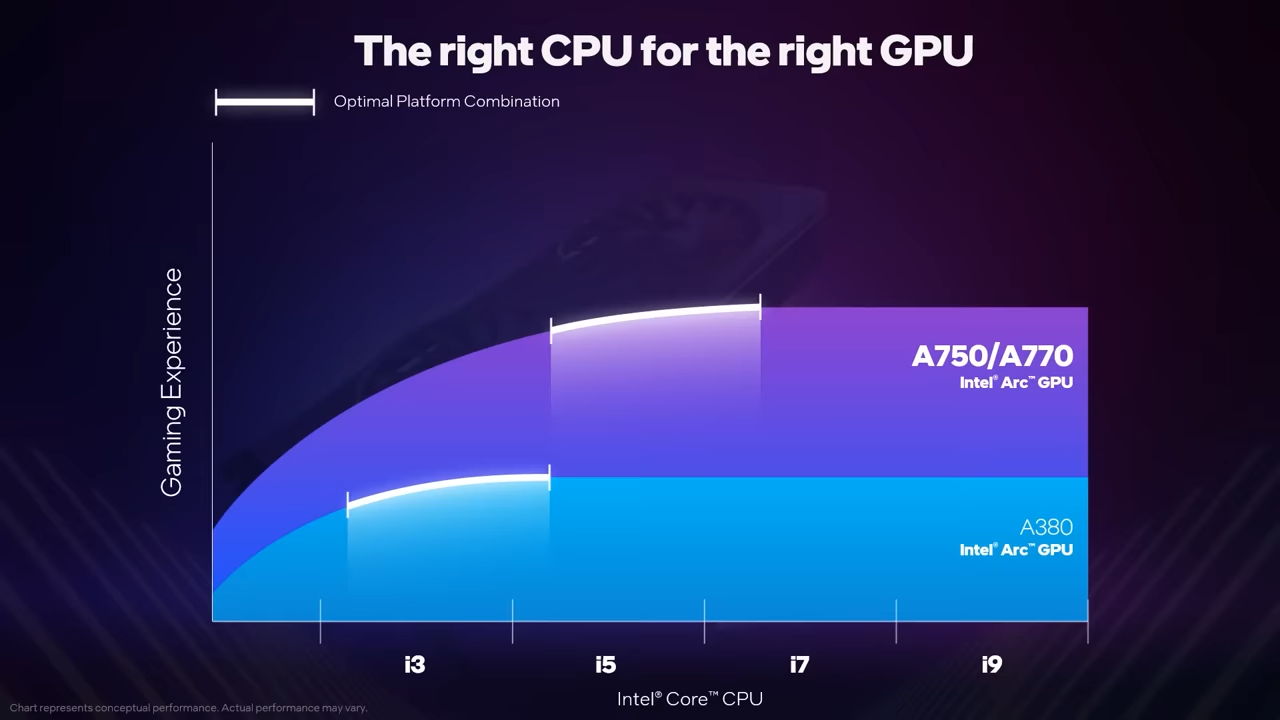 The right CPU for the right GPU
Optimal Platform Combination
Gaming Experience
A750/A770
Intel® Arc™ GPU
A380
Intel® Arc™ GPU
i3 i5 i7 i9
Intel® Core™ CPU
Chart represents conceptual performance. Actual performance may vary.